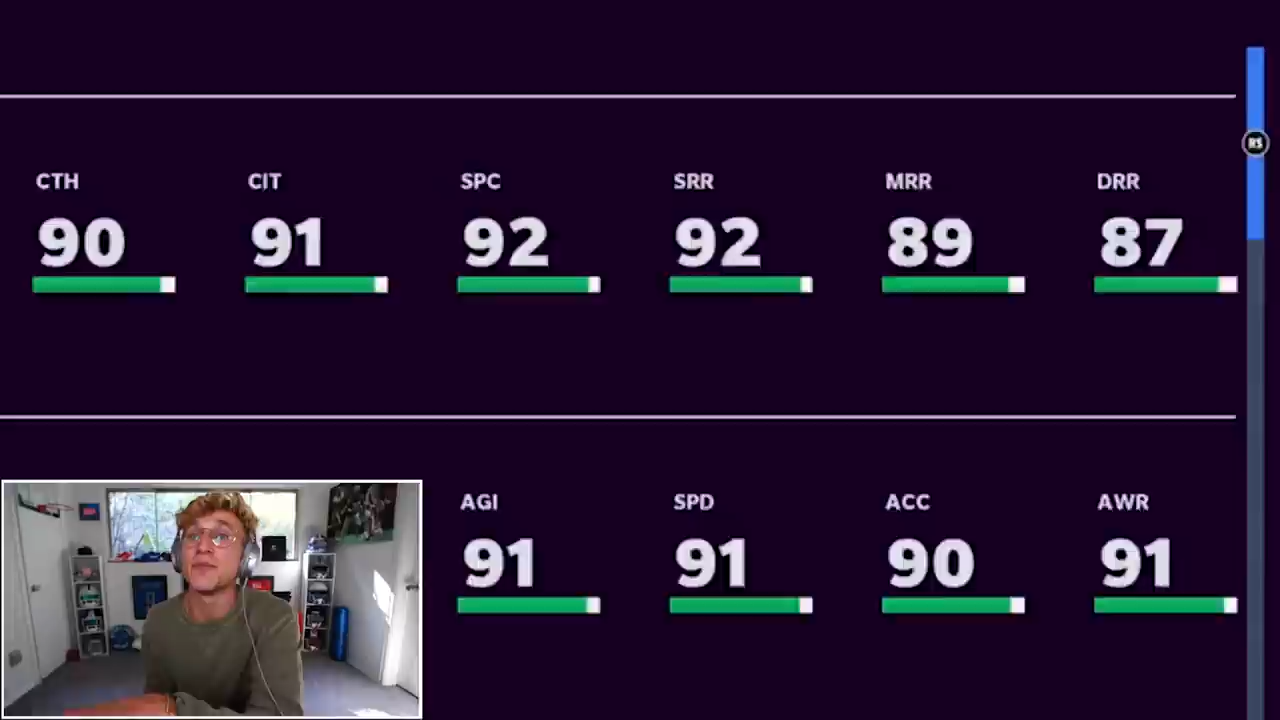 CTH CIT SPC SRR MRR DRR
90 91 92 92 89 87
RS
AGI SPD ACC AWR
91 91 90 91